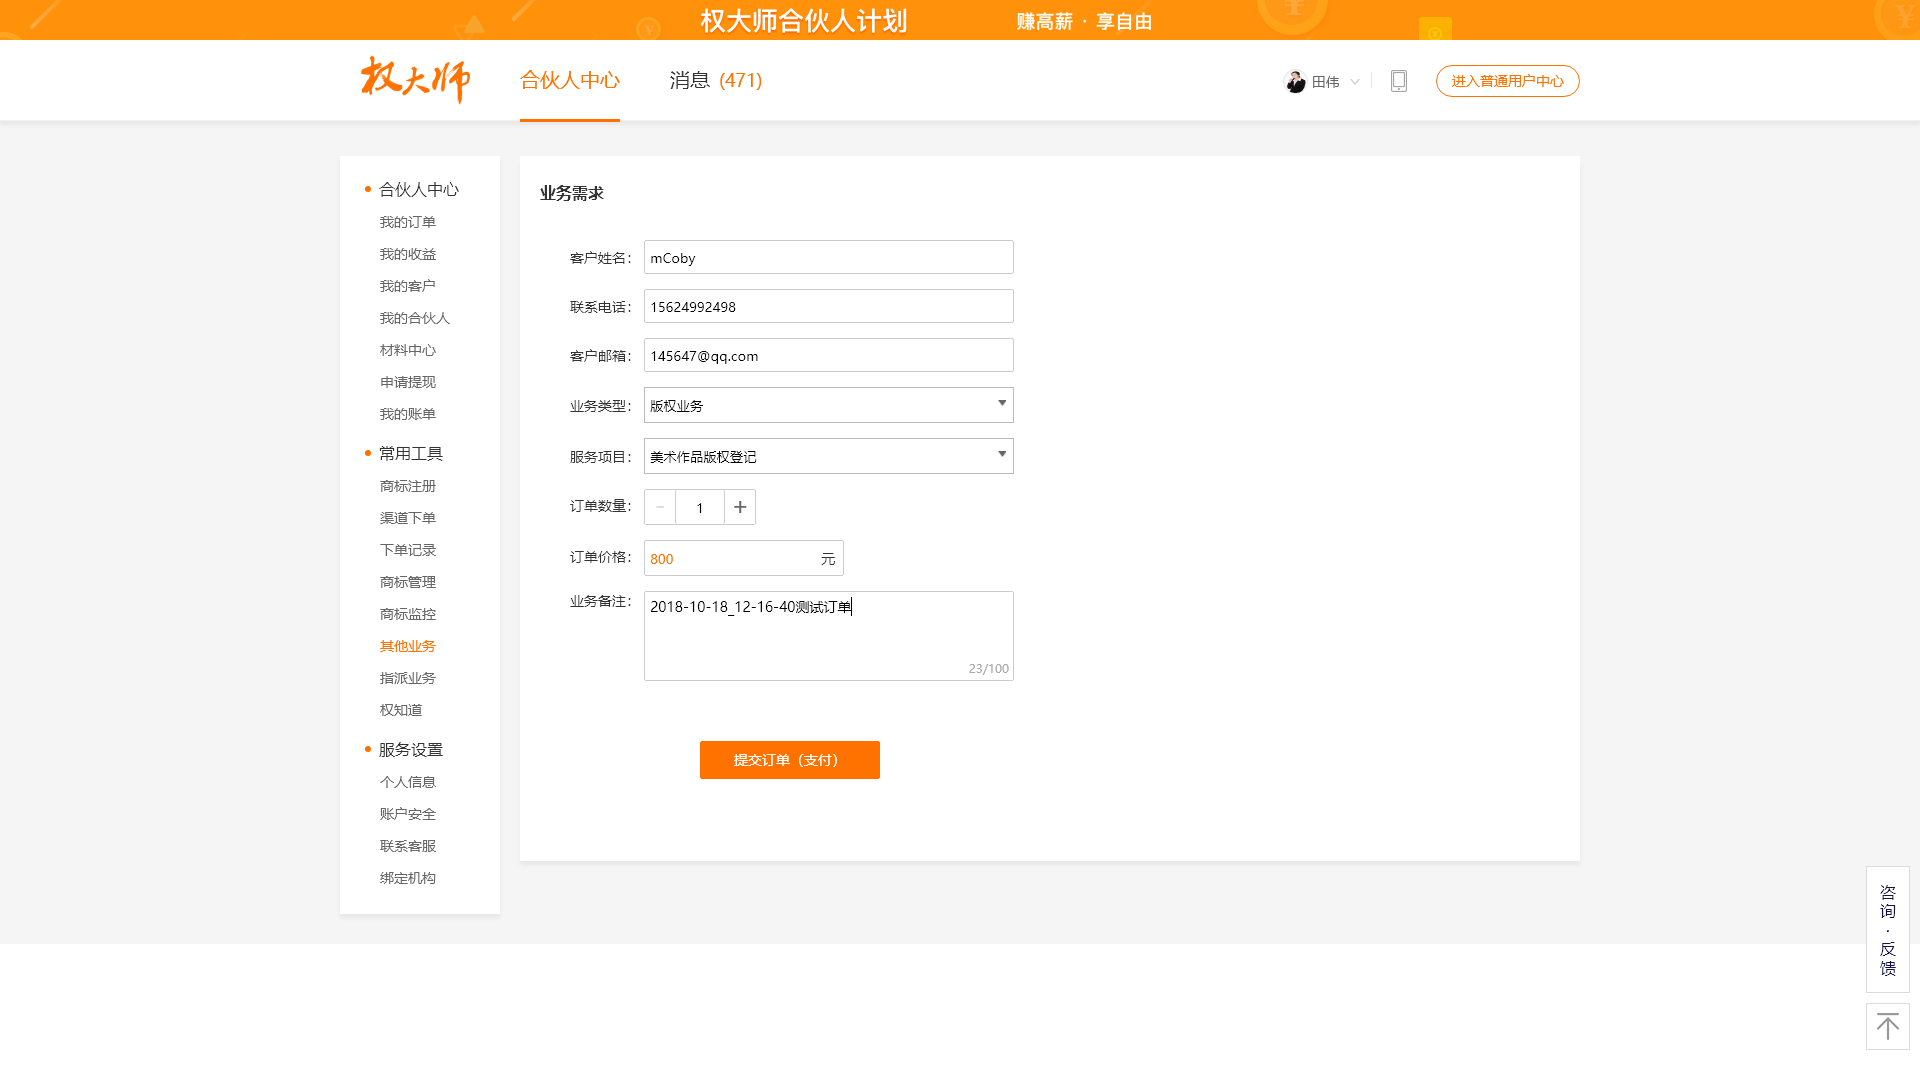 权大师合伙人计划 赚高薪 · 享自由
权大师 合伙人中心 消息 (471) 田伟 进入普通用户中心
合伙人中心
我的订单
我的收益
我的客户
我的合伙人
材料中心
申请提现
我的账单
常用工具
商标注册
渠道下单
下单记录
商标管理
商标监控
其他业务
指派业务
权知道
服务设置
个人信息
账户安全
联系客服
绑定机构
业务需求
客户姓名: mCoby
联系电话: 15624992498
客户邮箱: 145647@qq.com
业务类型: 版权业务
服务项目: 美术作品版权登记
订单数量: − 1 +
订单价格: 800 元
业务备注: 2018-10-18_12-16-40测试订单
23/100
提交订单（支付）
咨
询
·
反
馈